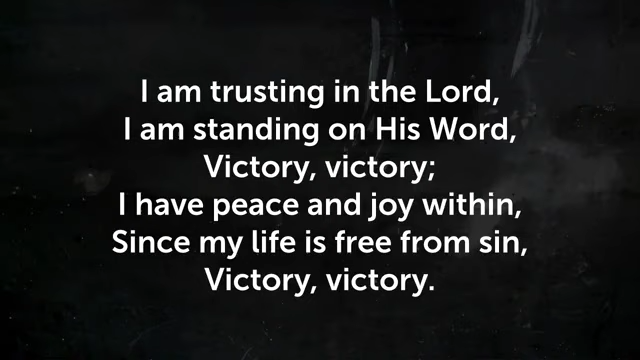 I am trusting in the Lord,
I am standing on His Word,
Victory, victory;
I have peace and joy within,
Since my life is free from sin,
Victory, victory.